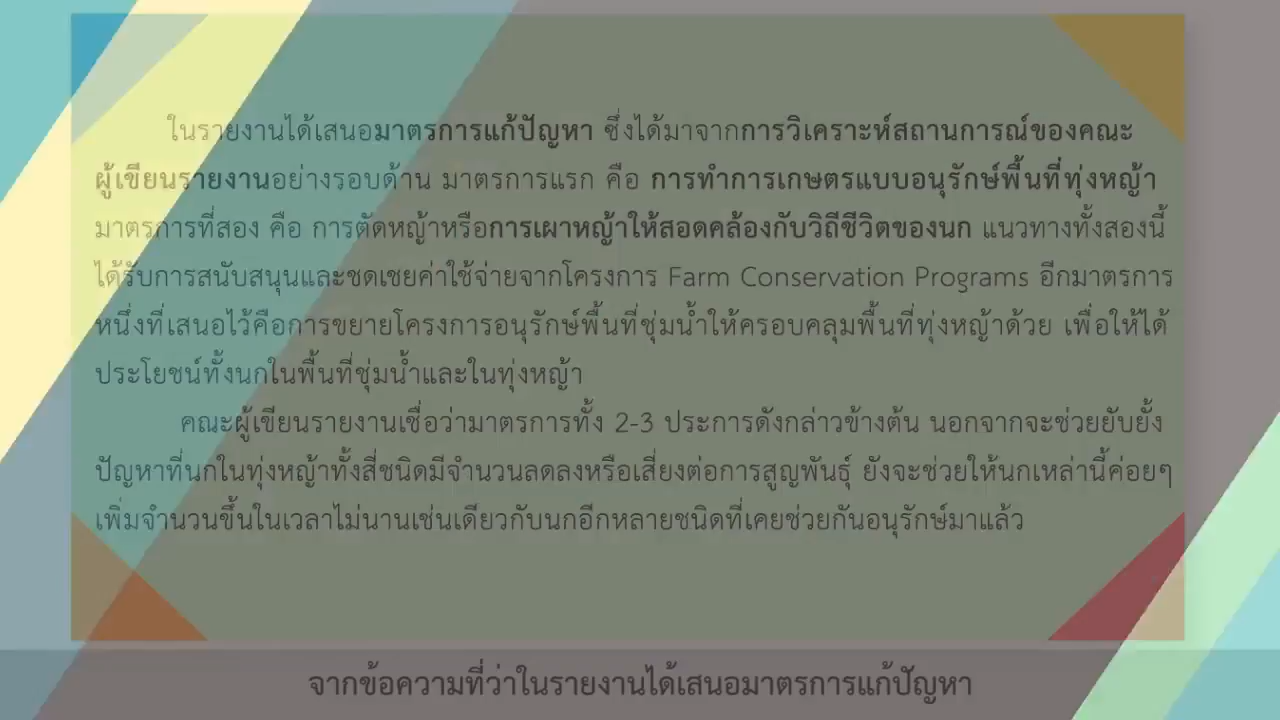 ในรายงานได้เสนอมาตรการแก้ปัญหา ซึ่งได้มาจากการวิเคราะห์สถานการณ์ของคณะ
ผู้เขียนรายงานอย่างรอบด้าน มาตรการแรก คือ การทำการเกษตรแบบอนุรักษ์พื้นที่ทุ่งหญ้า
มาตรการที่สอง คือ การตัดหญ้าหรือการเผาหญ้าให้สอดคล้องกับวิถีชีวิตของนก แนวทางทั้งสองนี้
ได้รับการสนับสนุนและชดเชยค่าใช้จ่ายจากโครงการ Farm Conservation Programs อีกมาตรการ
หนึ่งที่เสนอไว้คือการขยายโครงการอนุรักษ์พื้นที่ชุ่มน้ำให้ครอบคลุมพื้นที่ทุ่งหญ้าด้วย เพื่อให้ได้
ประโยชน์ทั้งนกในพื้นที่ชุ่มน้ำและในทุ่งหญ้า
คณะผู้เขียนรายงานเชื่อว่ามาตรการทั้ง 2-3 ประการดังกล่าวข้างต้น นอกจากจะช่วยยับยั้ง
ปัญหาที่นกในทุ่งหญ้าทั้งสี่ชนิดมีจำนวนลดลงหรือเสี่ยงต่อการสูญพันธุ์ ยังจะช่วยให้นกเหล่านี้ค่อยๆ
เพิ่มจำนวนขึ้นในเวลาไม่นานเช่นเดียวกับนกอีกหลายชนิดที่เคยช่วยกันอนุรักษ์มาแล้ว
จากข้อความที่ว่าในรายงานได้เสนอมาตรการแก้ปัญหา